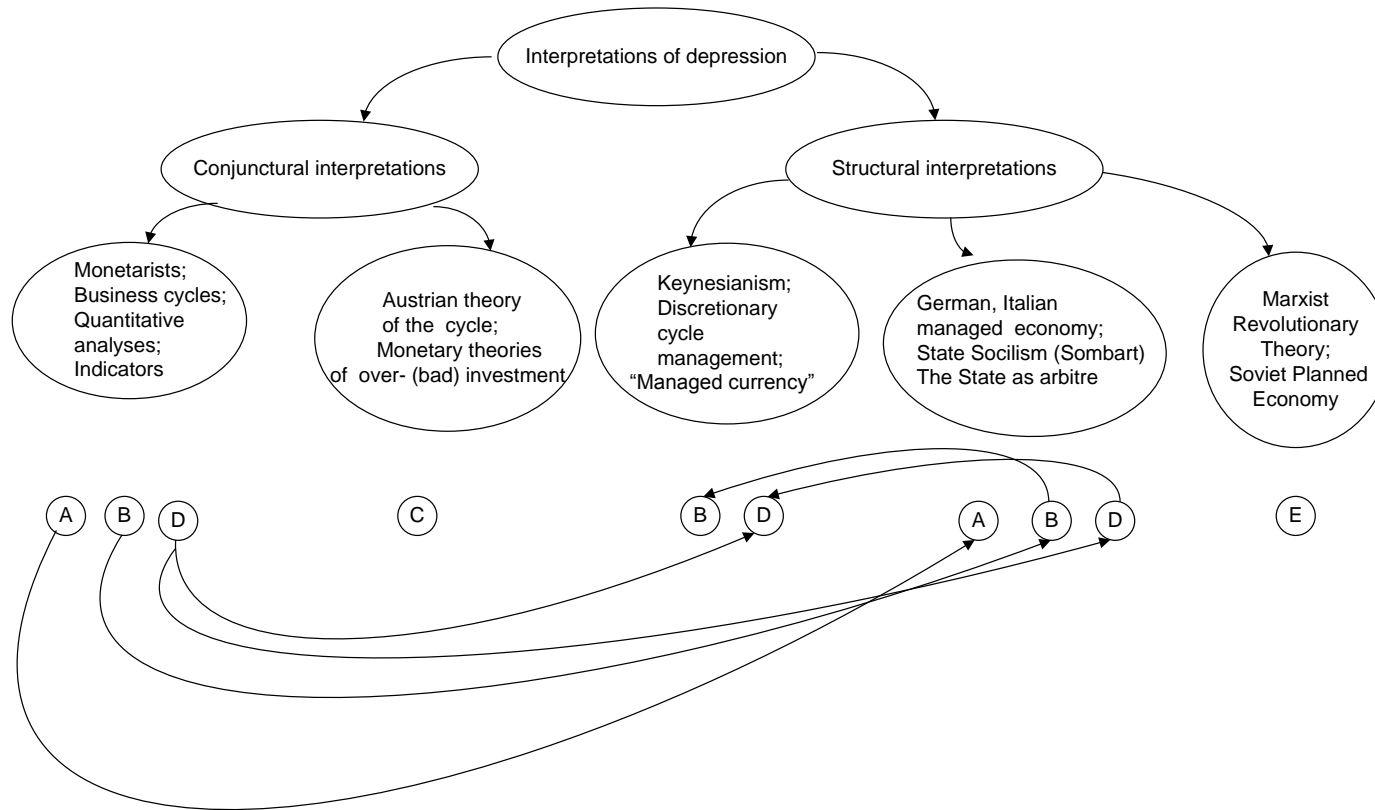 Interpretations of depression
Conjunctural interpretations
Structural interpretations
Monetarists;
Business cycles;
Quantitative
analyses;
Indicators
Austrian theory
of the cycle;
Monetary theories
of over- (bad) investment
Keynesianism;
Discretionary
cycle
management;
“Managed currency”
German, Italian
managed economy;
State Socilism (Sombart)
The State as arbitre
Marxist
Revolutionary
Theory;
Soviet Planned
Economy
A B D C B D A B D E